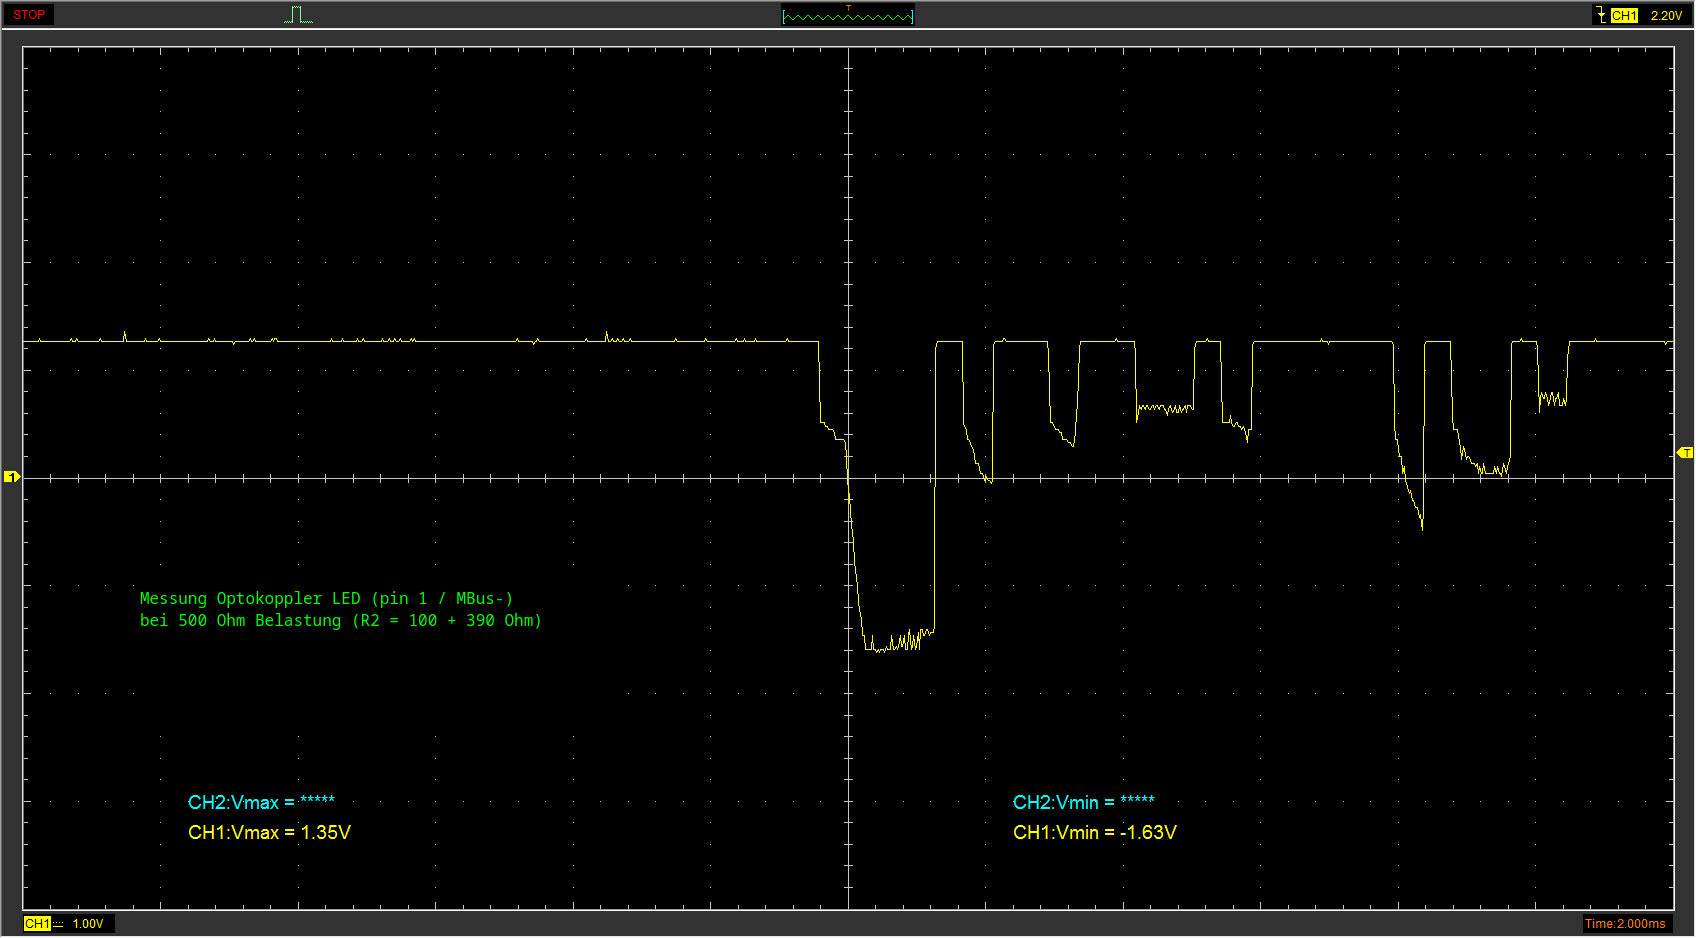 STOP
T
CH1 2.20V
1
T
Messung Optokoppler LED (pin 1 / MBus-)
bei 500 Ohm Belastung (R2 = 100 + 390 Ohm)
CH2:Vmax = *****
CH2:Vmin = *****
CH1:Vmax = 1.35V
CH1:Vmin = -1.63V
CH1 1.00V
Time:2.000ms